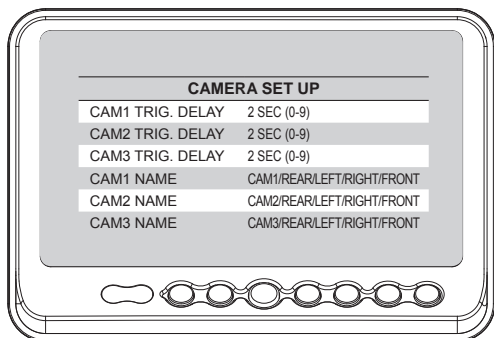 CAMERA SET UP
CAM1 TRIG. DELAY 2 SEC (0-9)
CAM2 TRIG. DELAY 2 SEC (0-9)
CAM3 TRIG. DELAY 2 SEC (0-9)
CAM1 NAME CAM1/REAR/LEFT/RIGHT/FRONT
CAM2 NAME CAM2/REAR/LEFT/RIGHT/FRONT
CAM3 NAME CAM3/REAR/LEFT/RIGHT/FRONT